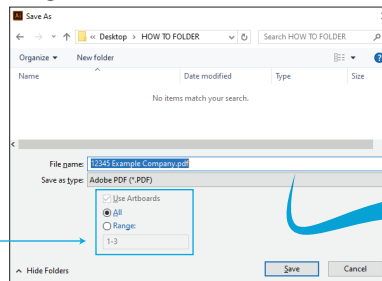 Ai Save As
« Desktop > HOW TO FOLDER Search HOW TO FOLDER
Organize New folder ?
Name Date modified Type Size
No items match your search.
File name: 12345 Example Company.pdf
Save as type: Adobe PDF (*.PDF)
Use Artboards
All
Range:
1-3
Hide Folders Save Cancel